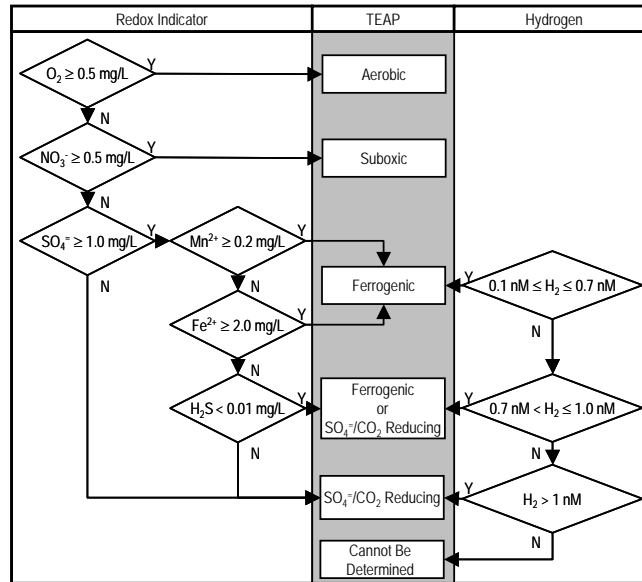 Redox Indicator
TEAP
Hydrogen
O₂ ≥ 0.5 mg/L
Y
Aerobic
N
NO₃⁻ ≥ 0.5 mg/L
Y
Suboxic
N
SO₄⁼ ≥ 1.0 mg/L
Y
Mn²⁺ ≥ 0.2 mg/L
Y
N
N
Ferrogenic
Y
0.1 nM ≤ H₂ ≤ 0.7 nM
N
Fe²⁺ ≥ 2.0 mg/L
Y
N
H₂S < 0.01 mg/L
Y
Ferrogenic
or
SO₄⁼/CO₂ Reducing
Y
0.7 nM < H₂ ≤ 1.0 nM
N
N
SO₄⁼/CO₂ Reducing
Y
H₂ > 1 nM
N
Cannot Be
Determined